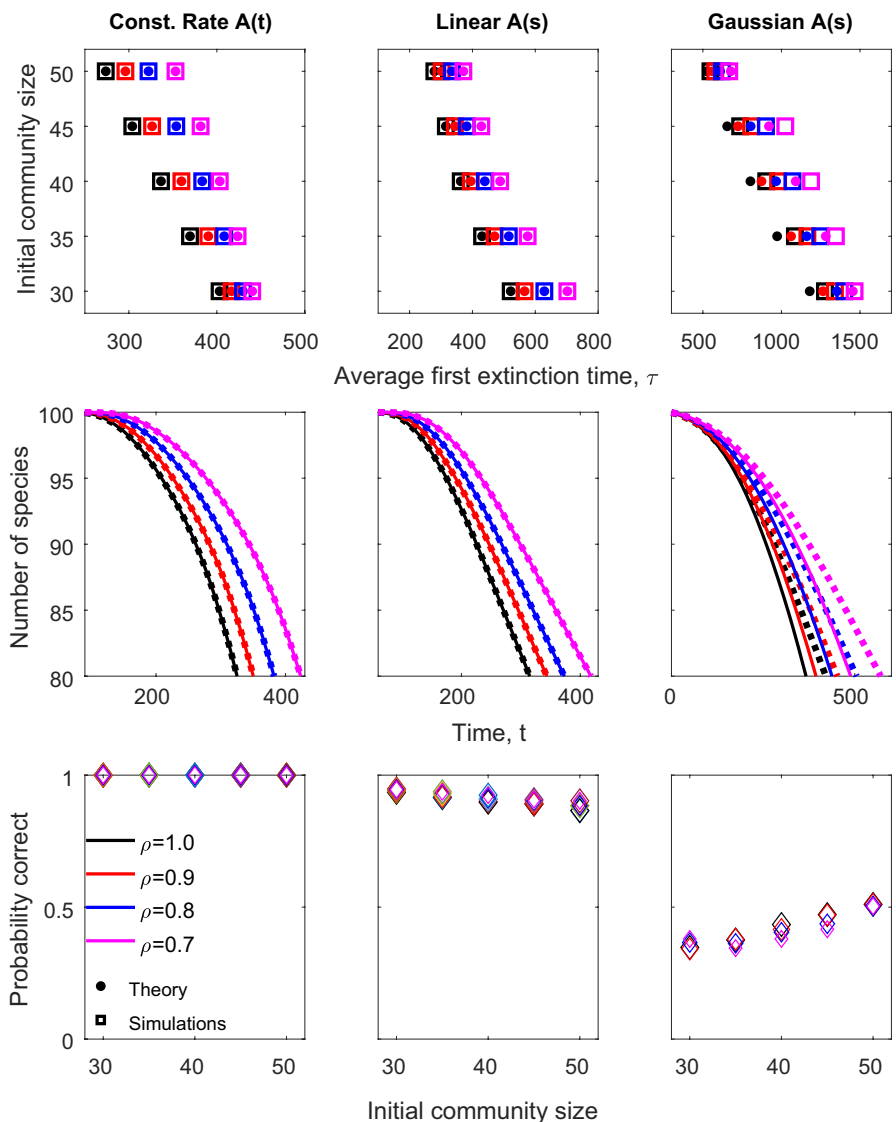 Const. Rate A(t)
Linear A(s)
Gaussian A(s)
Initial community size
50
45
40
35
30
300
400
500
200
400
600
800
500
1000
1500
Average first extinction time, τ
Number of species
100
95
90
85
80
200
400
200
400
0
500
Time, t
Probability correct
1
0.5
0
ρ=1.0
ρ=0.9
ρ=0.8
ρ=0.7
Theory
Simulations
30
40
50
30
40
50
30
40
50
Initial community size